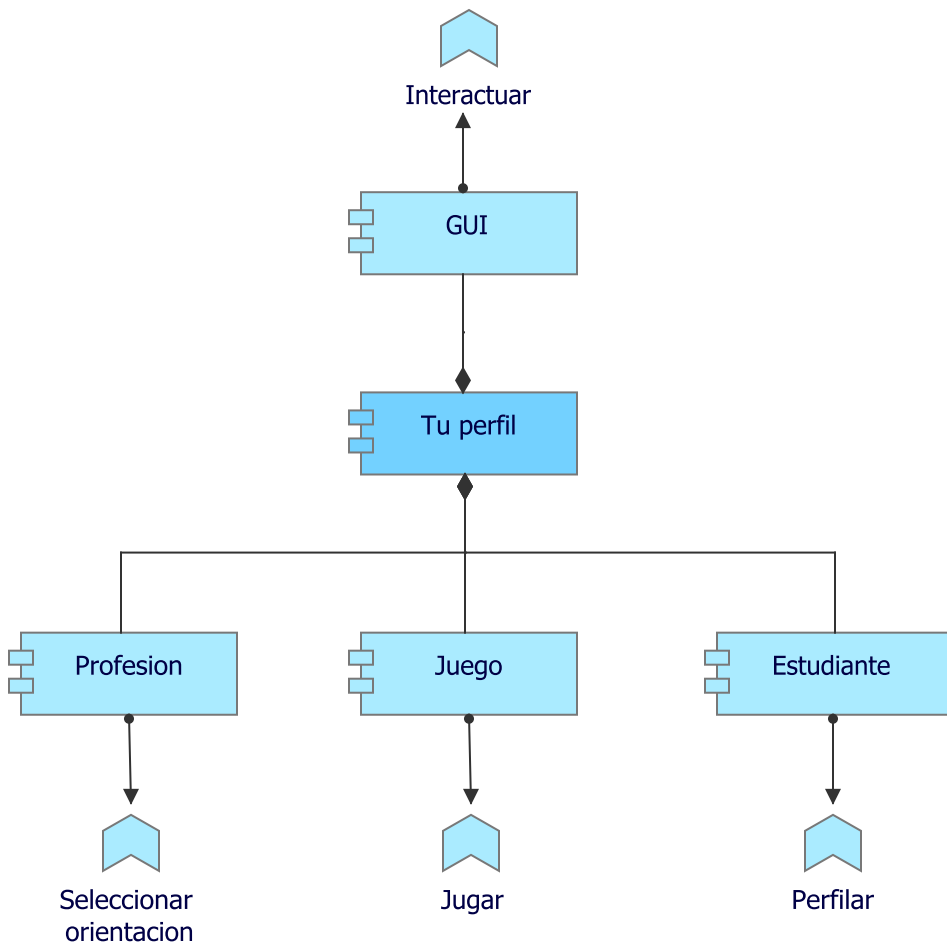 Interactuar
GUI
Tu perfil
Profesion
Juego
Estudiante
Seleccionar
orientacion
Jugar
Perfilar